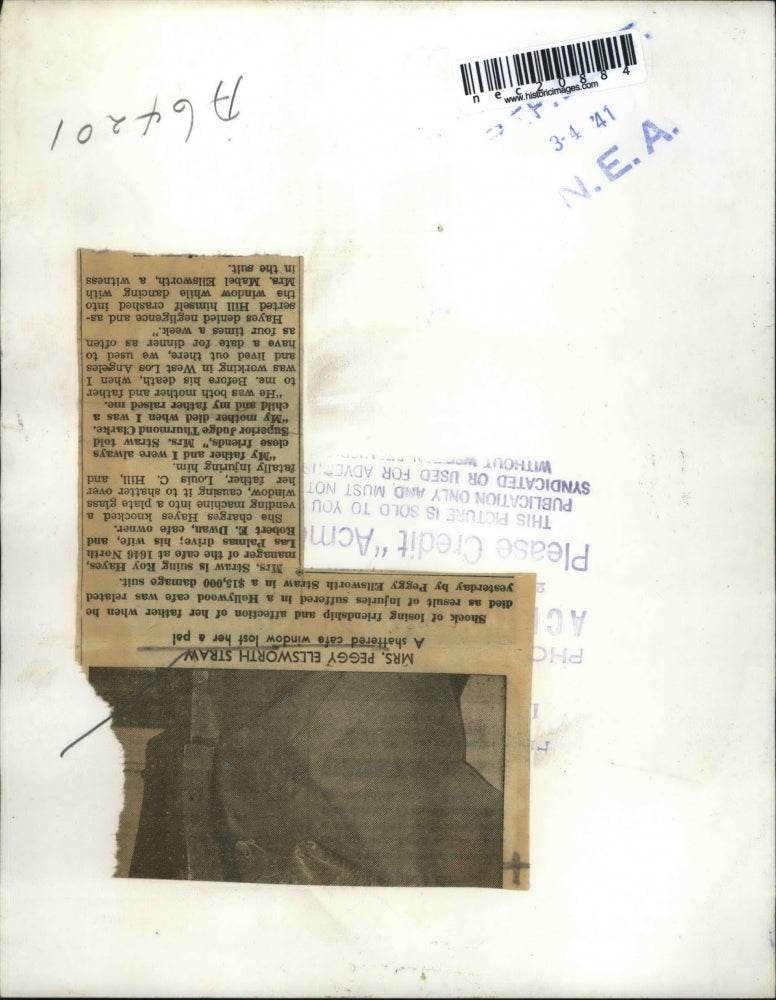 nec20884
www.historicimages.com
3-4 '41
N. E. A.
A64201
MRS. PEGGY ELLSWORTH STRAW
A shattered cafe window lost her a pal
Shock of losing friendship and affection of her father when he
died as result of injuries suffered in a Hollywood cafe was related
yesterday by Peggy Ellsworth Straw in a $15,000 damage suit.
Mrs. Straw is suing Roy Hayes,
manager of the cafe at 1646 North
Las Palmas drive; his wife, and
Robert E. Dwan, cafe owner.
She charges Hayes knocked a
vending machine into a plate glass
window, causing it to shatter over
her father, Louis C. Hill, and
fatally injuring him.
"My father and I were always
close friends," Mrs. Straw told
Superior Judge Thurmond Clarke.
"My mother died when I was a
child and my father raised me.
"He was both mother and father
to me. Before his death, when I
was working in West Los Angeles
and lived out there, we used to
have a date for dinner as often
as four times a week."
Hayes denied negligence and as-
serted Hill himself crashed into
the window while dancing with
Mrs. Mabel Ellsworth, a witness
in the suit.
Please Credit "Acm
THIS PICTURE IS SOLD TO YOU
PUBLICATION ONLY AND MUST NOT
SYNDICATED OR USED FOR
WITHOUT